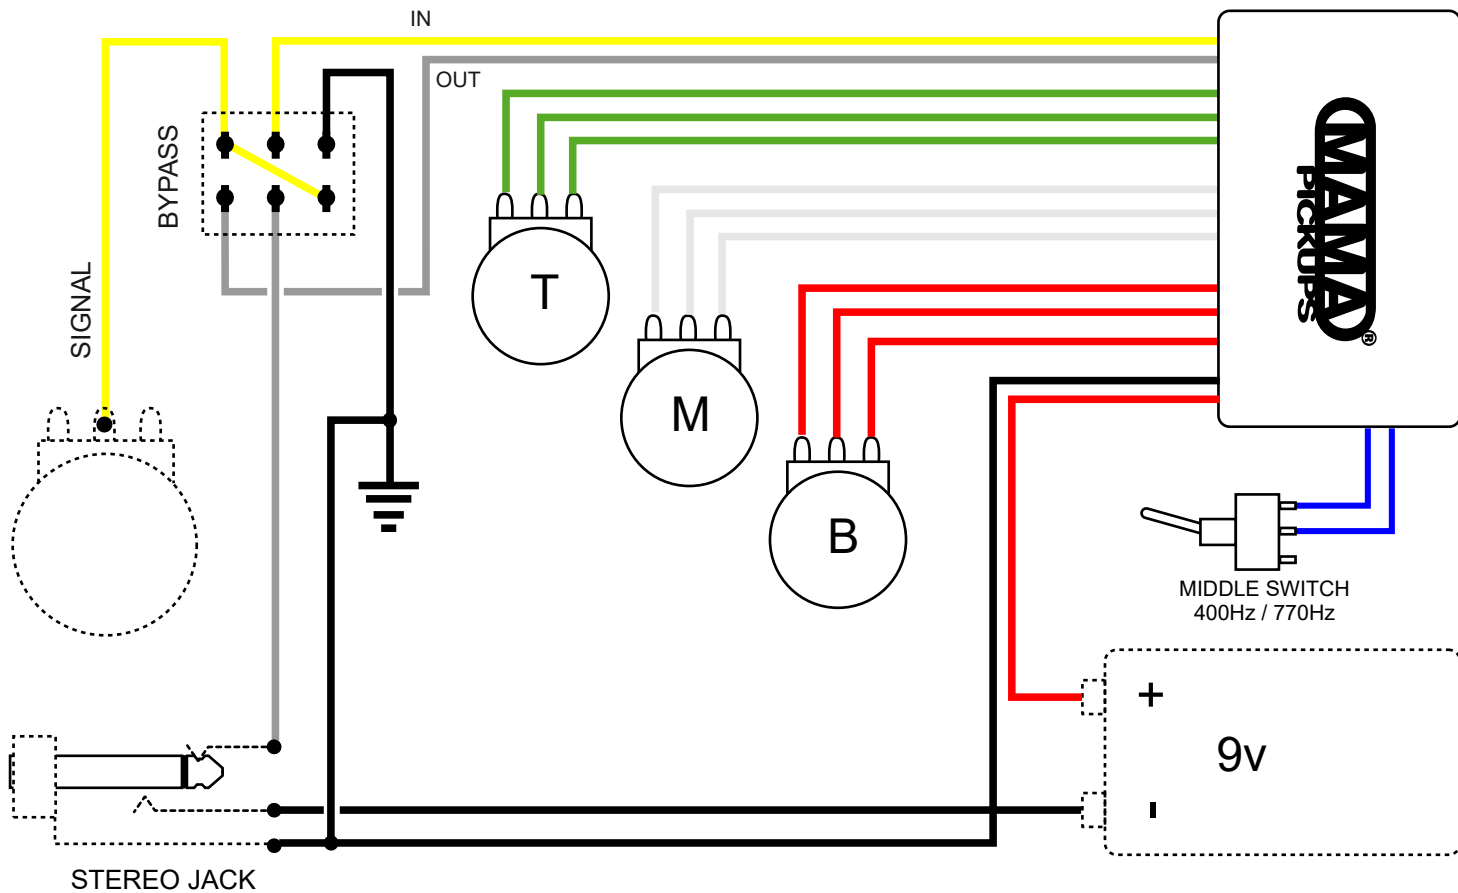 IN
OUT
BYPASS
SIGNAL
T
M
B
MAMA®
PICKUPS
MIDDLE SWITCH
400Hz / 770Hz
+
9v
-
STEREO JACK